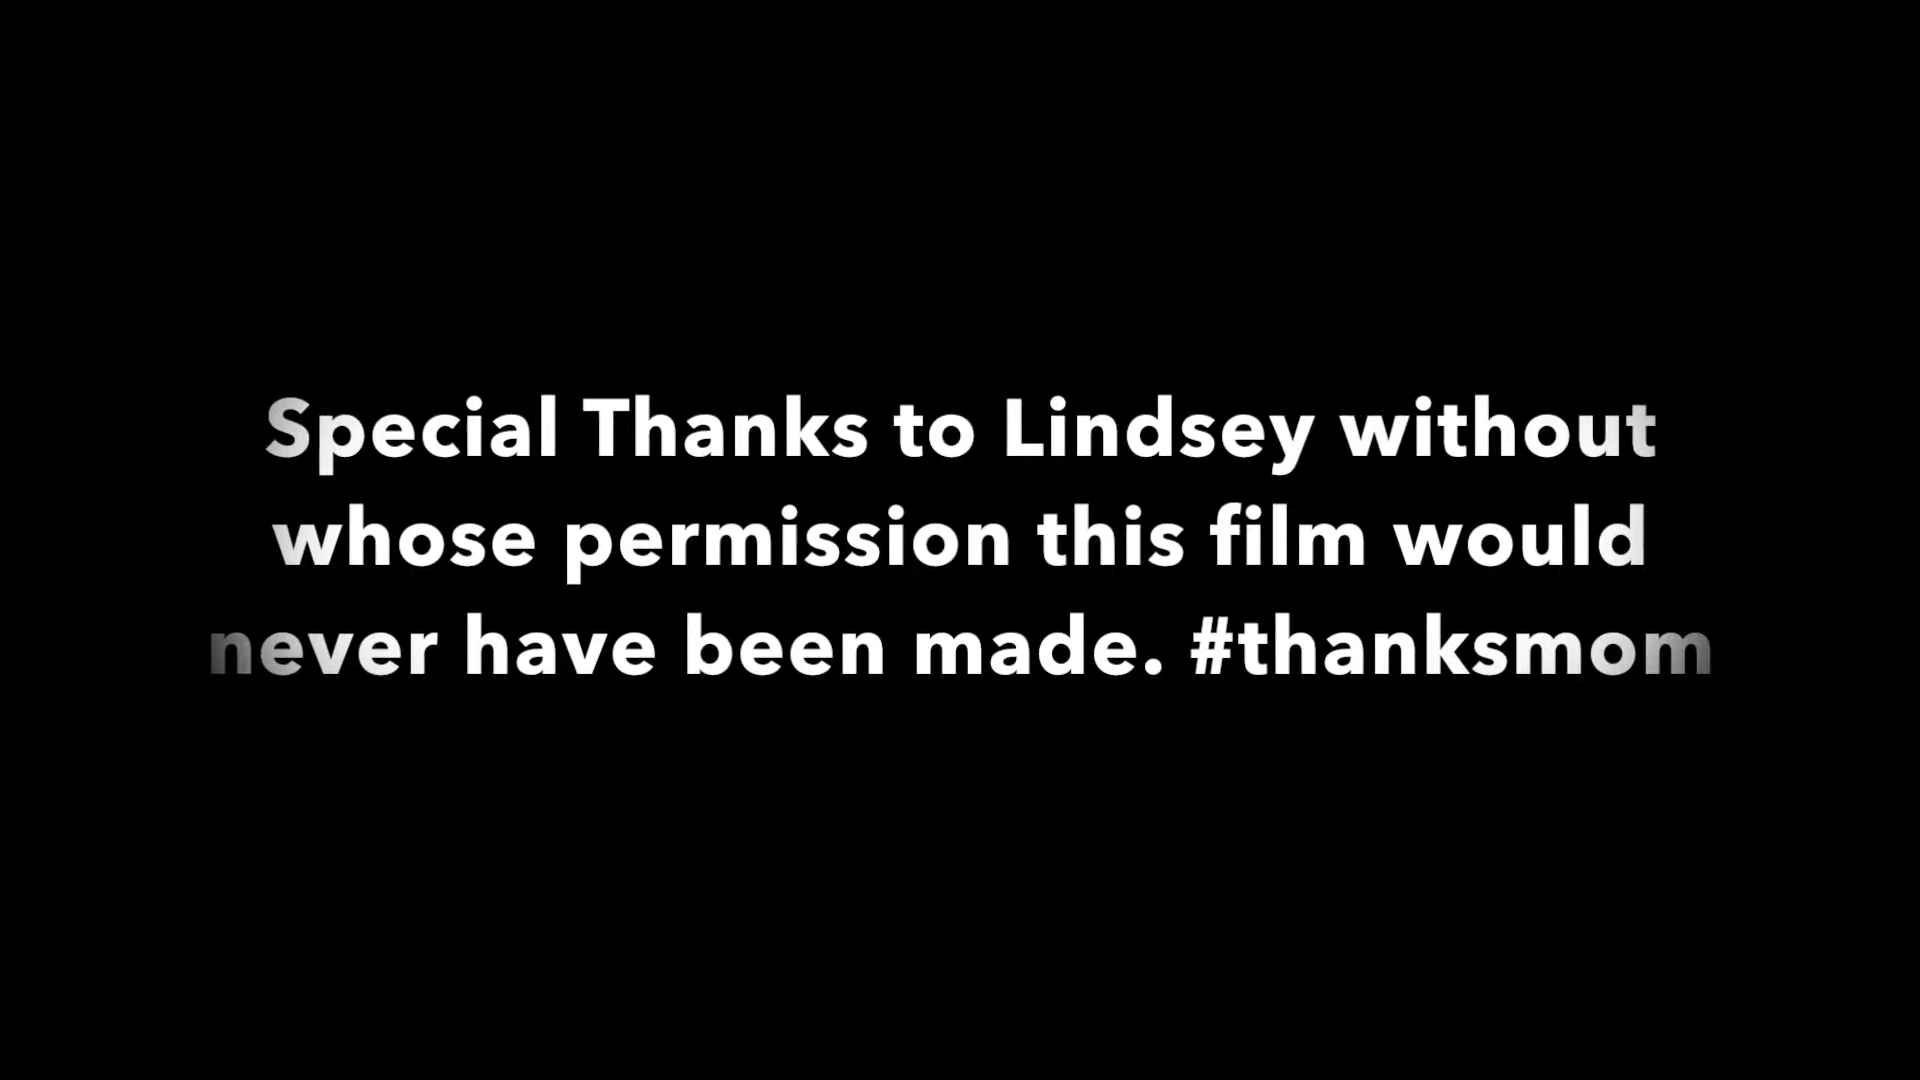 Special Thanks to Lindsey without
whose permission this film would
never have been made. #thanksmom